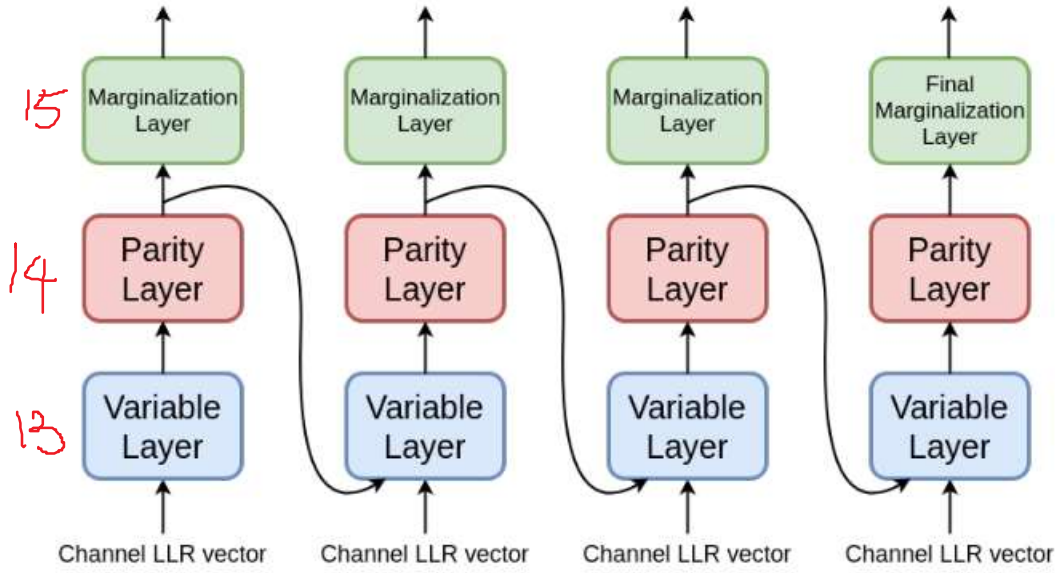 15
Marginalization
Layer
Marginalization
Layer
Marginalization
Layer
Final
Marginalization
Layer
14
Parity
Layer
Parity
Layer
Parity
Layer
Parity
Layer
13
Variable
Layer
Variable
Layer
Variable
Layer
Variable
Layer
Channel LLR vector
Channel LLR vector
Channel LLR vector
Channel LLR vector